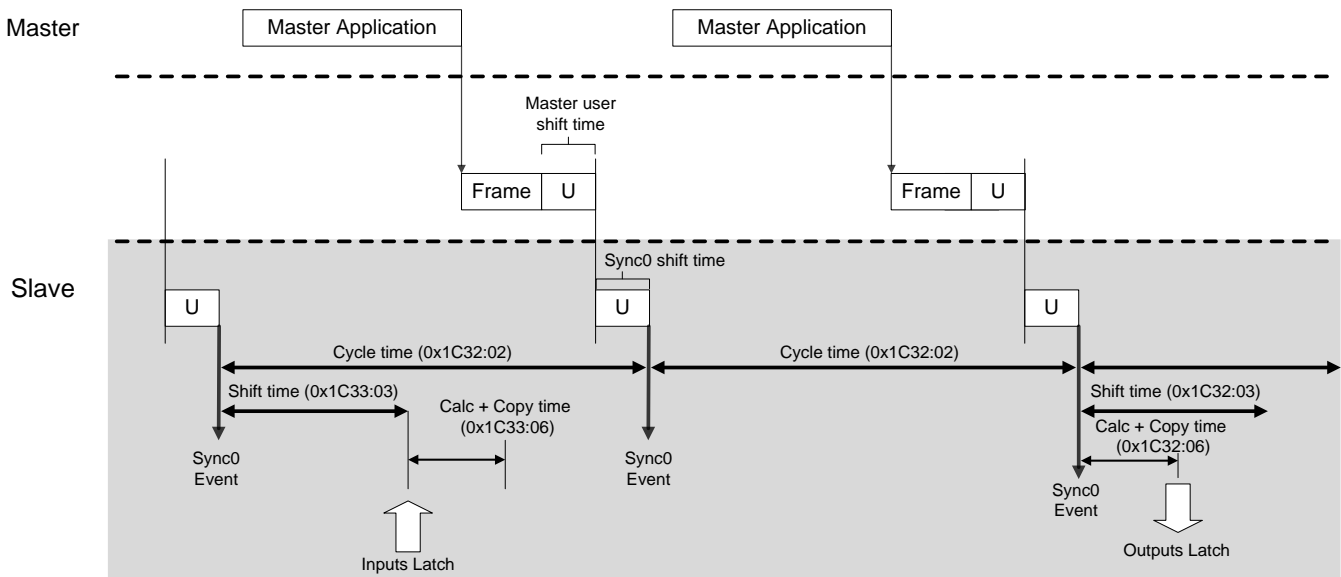 Master
Master Application
Master Application
Master user
shift time
Frame
U
Frame
U
Slave
Sync0 shift time
U
U
U
Cycle time (0x1C32:02)
Cycle time (0x1C32:02)
Shift time (0x1C33:03)
Shift time (0x1C32:03)
Calc + Copy time
(0x1C33:06)
Calc + Copy time
(0x1C32:06)
Sync0
Event
Sync0
Event
Sync0
Event
Inputs Latch
Outputs Latch